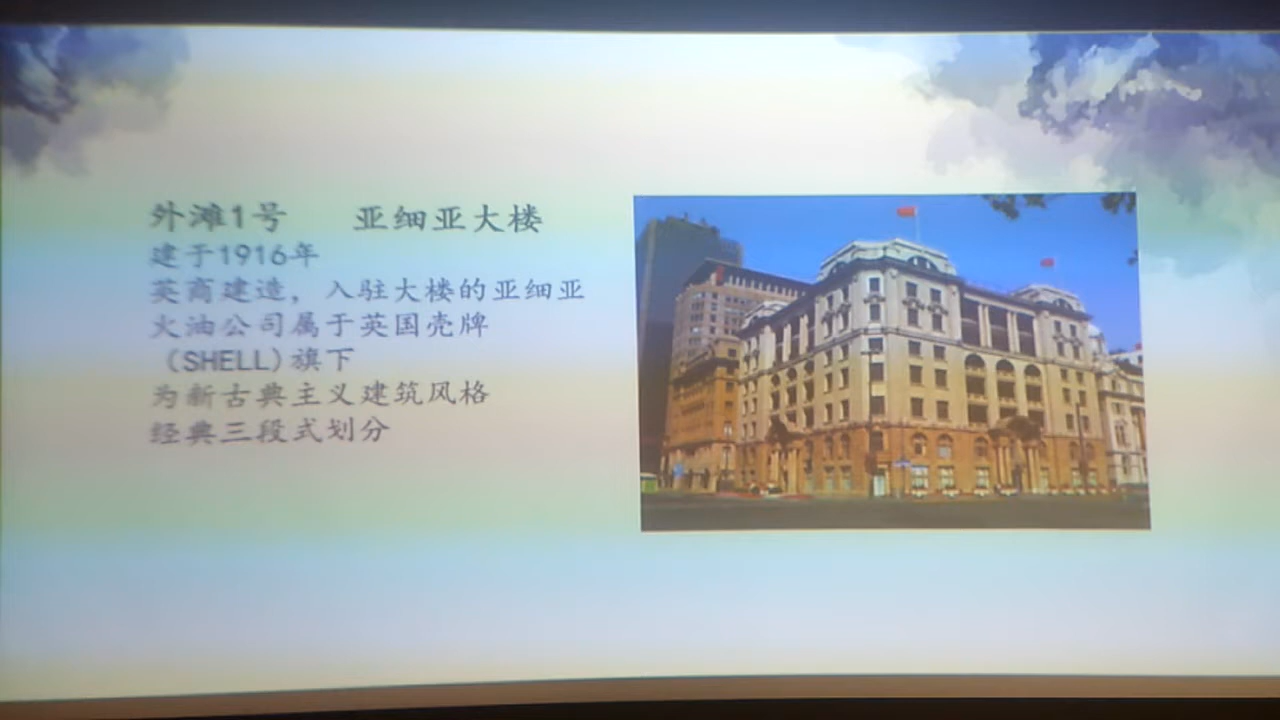 外滩1号 亚细亚大楼
建于1916年
英商建造，入驻大楼的亚细亚
火油公司属于英国壳牌
（SHELL）旗下
为新古典主义建筑风格
经典三段式划分